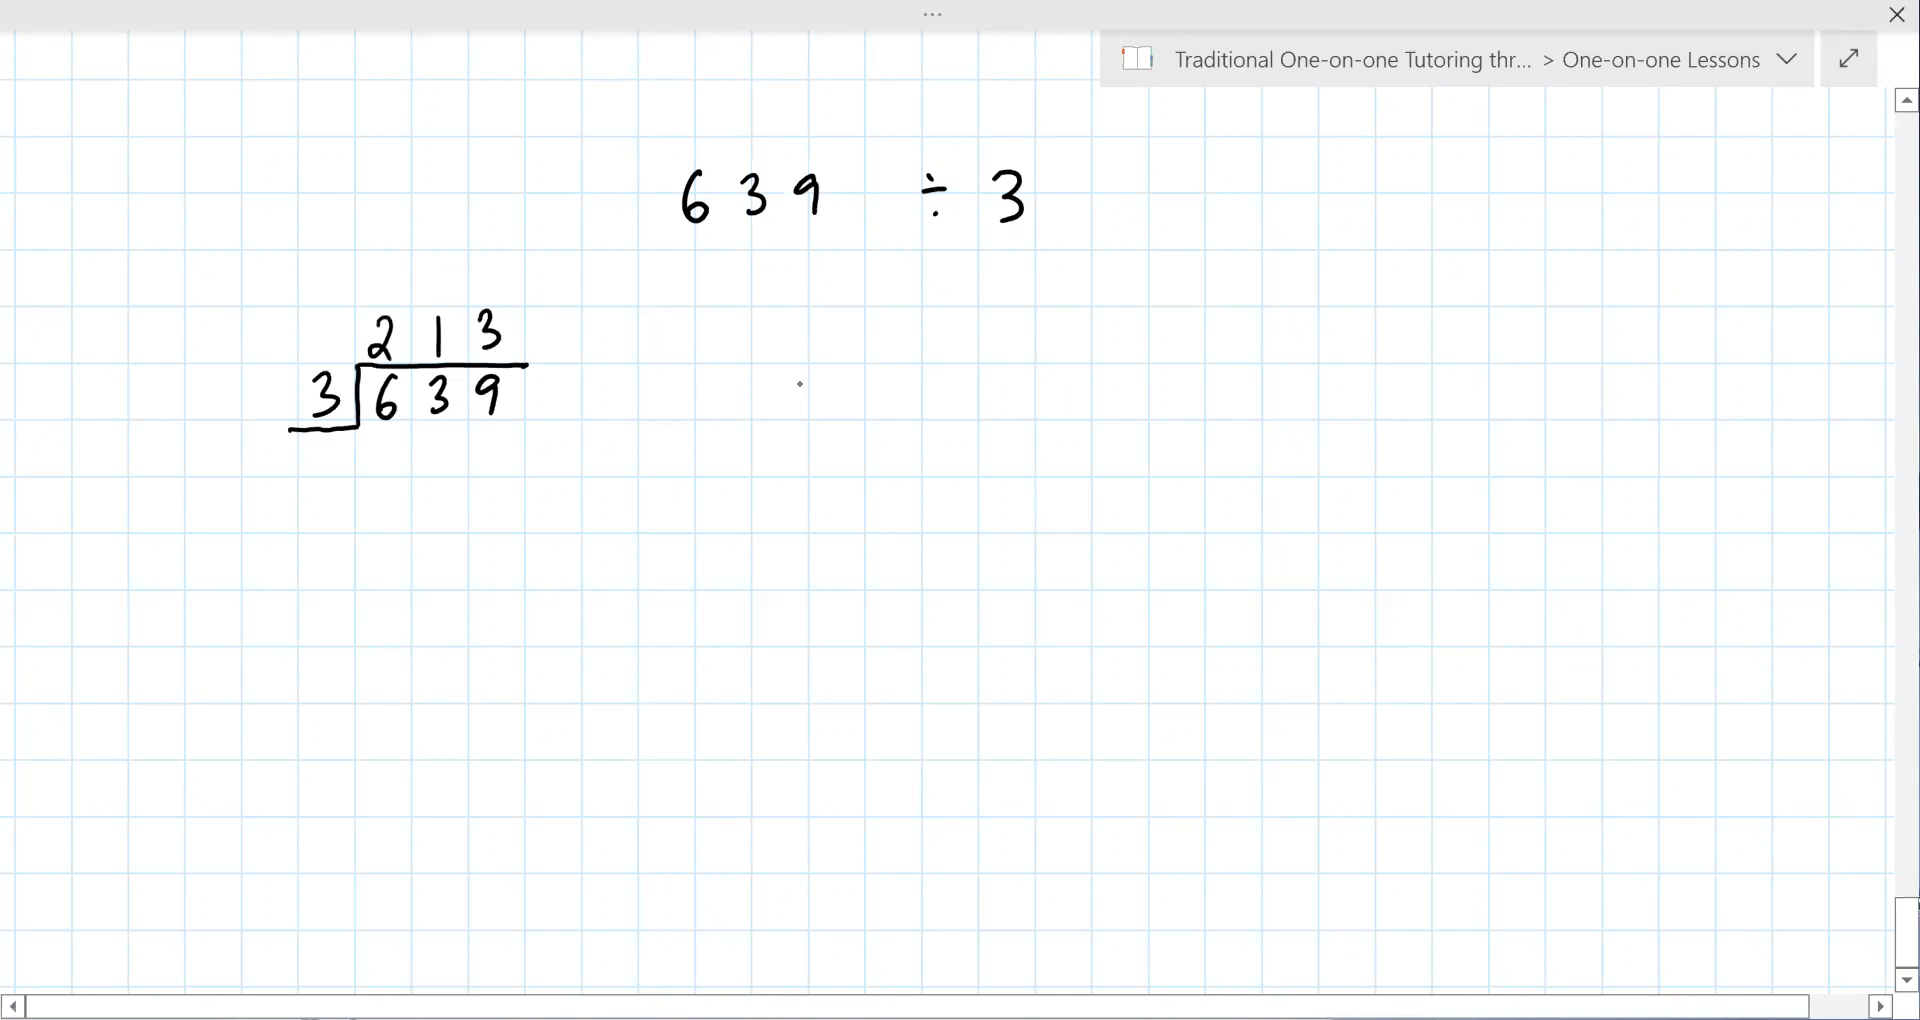 ...
Traditional One-on-one Tutoring thr... > One-on-one Lessons
6 3 9 ÷ 3
2 1 3
3 6 3 9